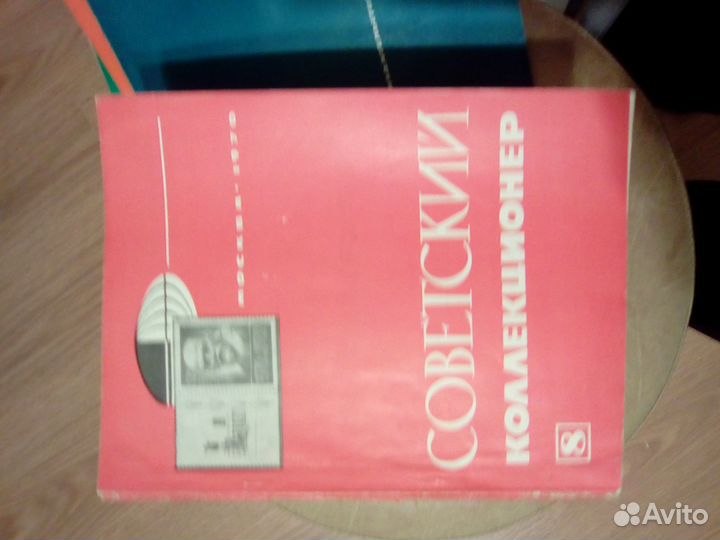 СОВЕТСКИЙ
КОЛЛЕКЦИОНЕР
8
МОСКВА-1970
Avito